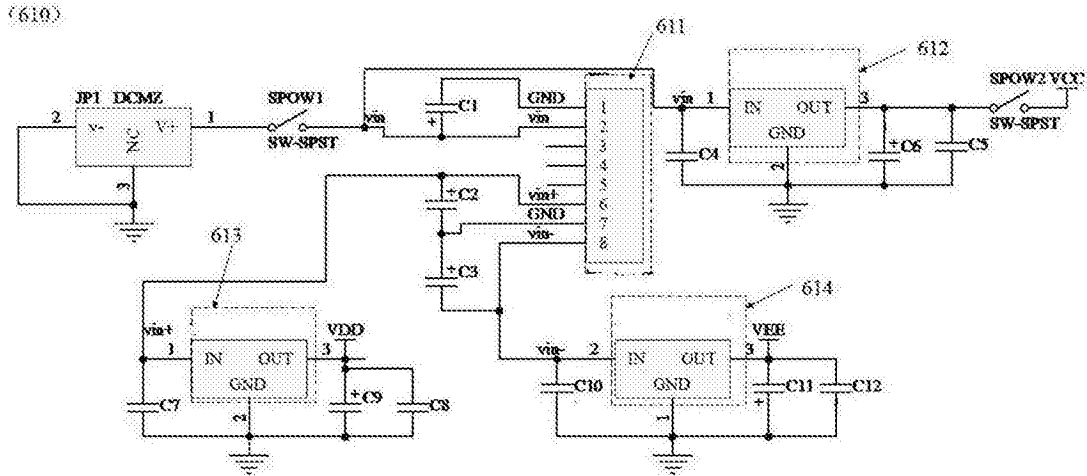 (610)
611
612
JP1 DCMZ
SPOW1
SPOW2 VCC
2
V-
V+
1
NC
3
vin
SW-SPST
C1
GND
vin
1
2
3
4
5
6
7
8
vin
1
IN
OUT
3
GND
2
SW-SPST
C4
C6
C5
C2
vin+
GND
vin-
C3
613
614
vin+
1
IN
OUT
3
VDD
GND
2
C7
C9
C8
vin-
2
IN
OUT
3
VEE
GND
1
C10
C11
C12
+
+
+
+
+
+